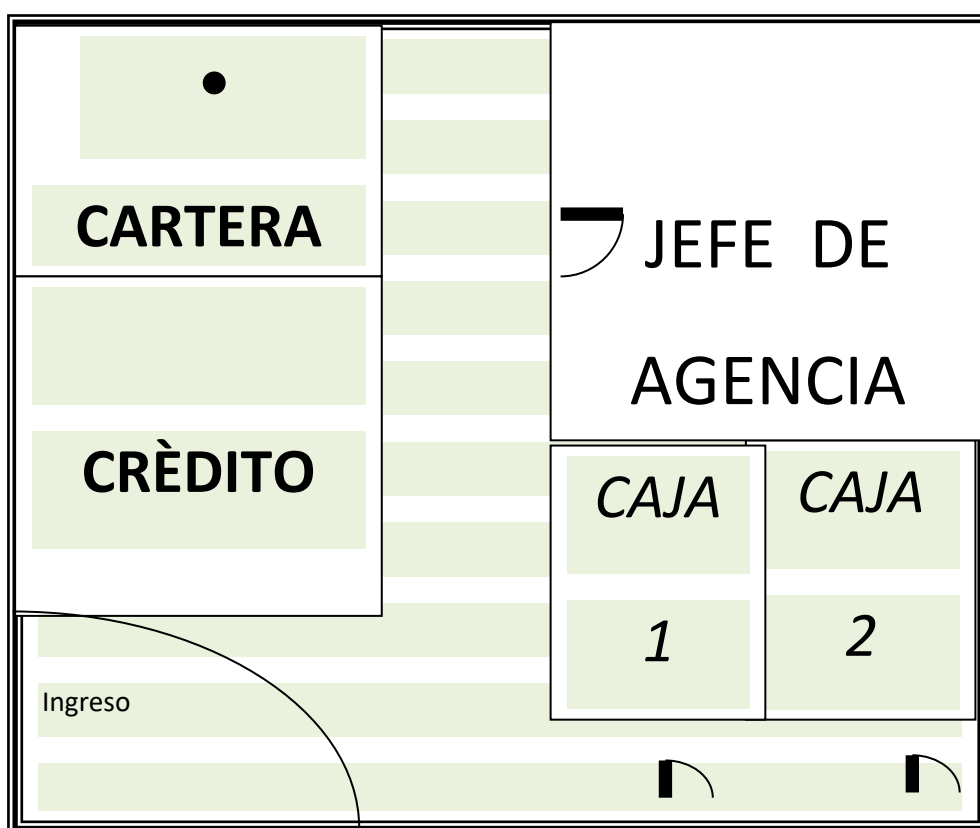 CARTERA
JEFE DE
AGENCIA
CRÈDITO
CAJA
1
CAJA
2
Ingreso